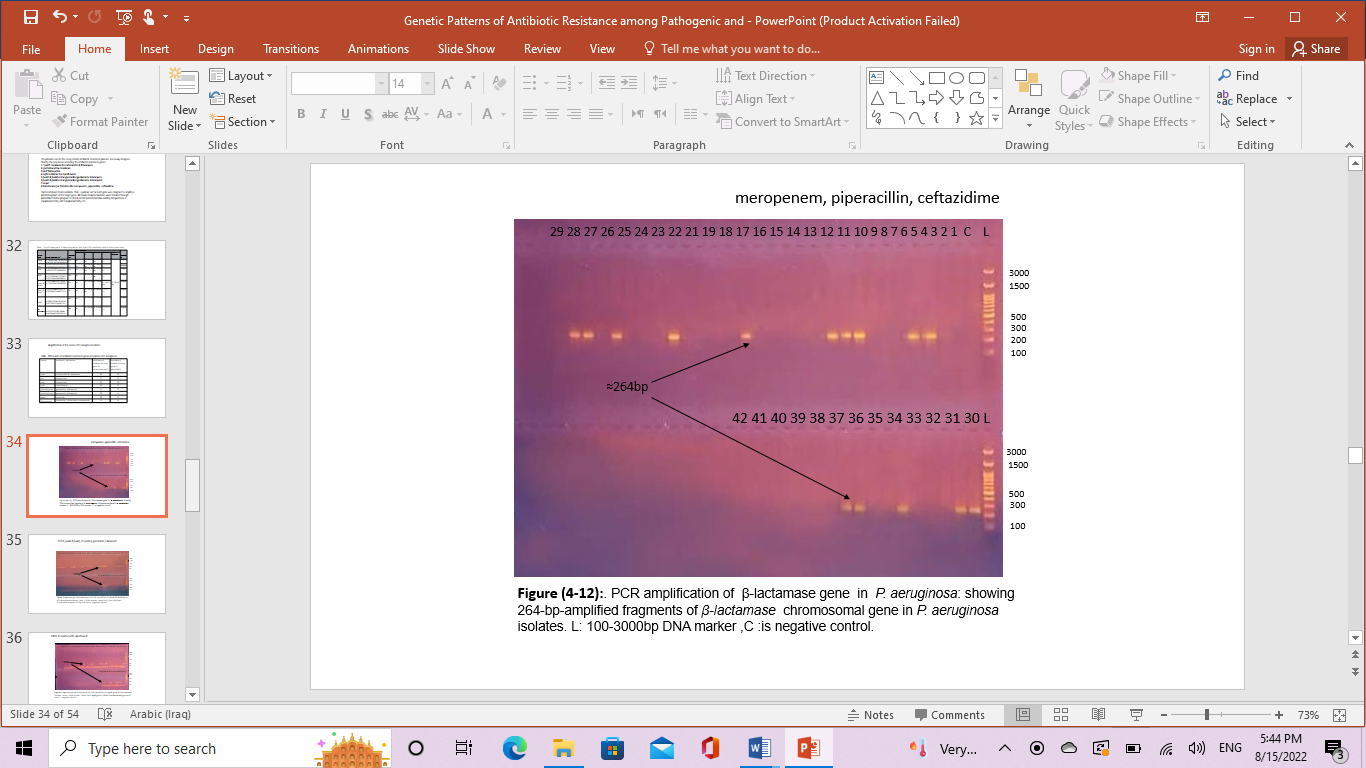 Genetic Patterns of Antibiotic Resistance among Pathogenic and - PowerPoint (Product Activation Failed)
File Home Insert Design Transitions Animations Slide Show Review View Tell me what you want to do... Sign in Share
Paste
Cut
Copy
Format Painter
Clipboard
New Slide
Layout
Reset
Section
Slides
14
B I U S abc AV Aa A
Font
Text Direction
Align Text
Convert to SmartArt
Paragraph
Arrange
Quick Styles
Shape Fill
Shape Outline
Shape Effects
Drawing
Find
Replace
Select
Editing
32
33
34
35
36
meropenem, piperacillin, ceftazidime
29 28 27 26 25 24 23 22 21 19 18 17 16 15 14 13 12 11 10 9 8 7 6 5 4 3 2 1 C L
3000
1500
500
300
200
100
≈264bp
42 41 40 39 38 37 36 35 34 33 32 31 30 L
3000
1500
500
300
100
Figure (4-12):. PCR amplification of β-lactamase gene in P. aeruginosa: showing
264-bp-amplified fragments of β-lactamase chromosomal gene in P. aeruginosa
isolates. L: 100-3000bp DNA marker ,C :is negative control.
Slide 34 of 54 Arabic (Iraq) Notes Comments 73%
Type here to search
Very...
ENG
5:44 PM
8/15/2022
3